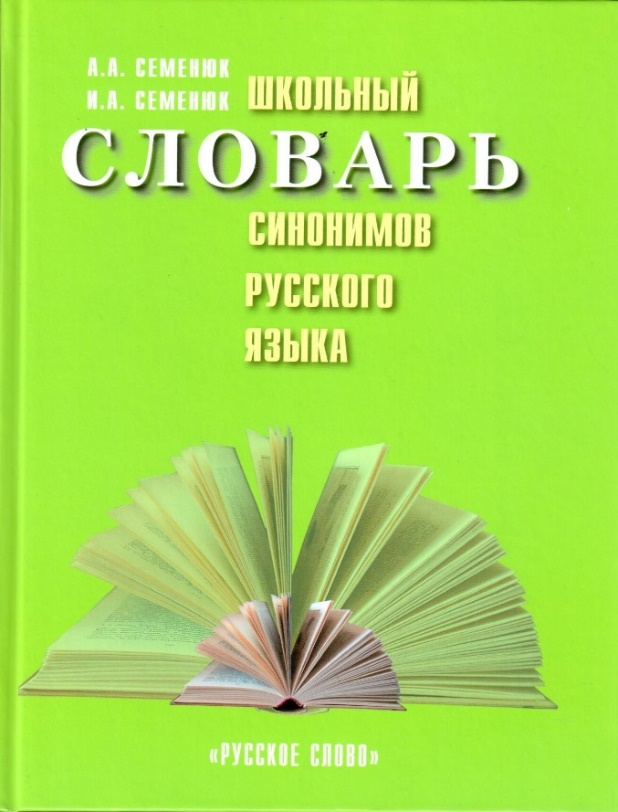 А.А. СЕМЕНЮК
И.А. СЕМЕНЮК
ШКОЛЬНЫЙ
СЛОВАРЬ
СИНОНИМОВ
РУССКОГО
ЯЗЫКА
«РУССКОЕ СЛОВО»